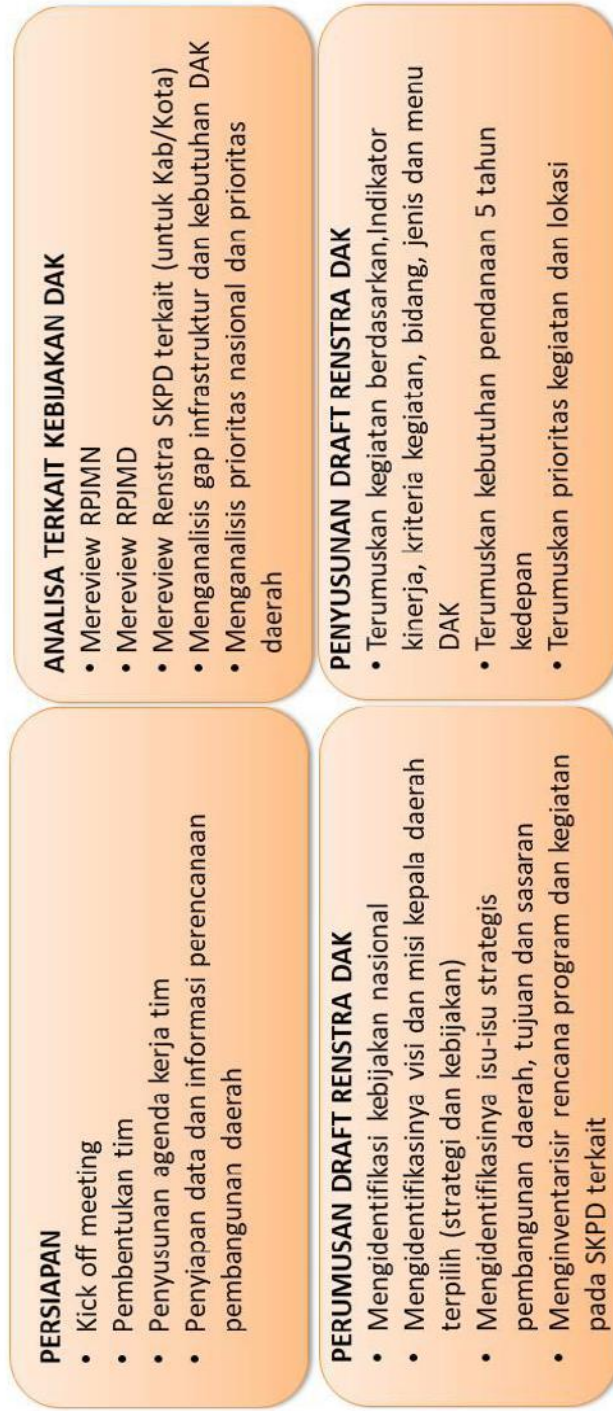 PERSIAPAN
• Kick off meeting
• Pembentukan tim
• Penyusunan agenda kerja tim
• Penyiapan data dan informasi perencanaan
pembangunan daerah
ANALISA TERKAIT KEBIJAKAN DAK
• Mereview RPJMN
• Mereview RPJMD
• Mereview Renstra SKPD terkait (untuk Kab/Kota)
• Menganalisis gap infrastruktur dan kebutuhan DAK
• Menganalisis prioritas nasional dan prioritas
daerah
PERUMUSAN DRAFT RENSTRA DAK
• Mengidentifikasi kebijakan nasional
• Mengidentifikasinya visi dan misi kepala daerah
terpilih (strategi dan kebijakan)
• Mengidentifikasinya isu-isu strategis
pembangunan daerah, tujuan dan sasaran
• Menginventarisir rencana program dan kegiatan
pada SKPD terkait
PENYUSUNAN DRAFT RENSTRA DAK
• Terumuskan kegiatan berdasarkan,Indikator
kinerja, kriteria kegiatan, bidang, jenis dan menu
DAK
• Terumuskan kebutuhan pendanaan 5 tahun
kedepan
• Terumuskan prioritas kegiatan dan lokasi